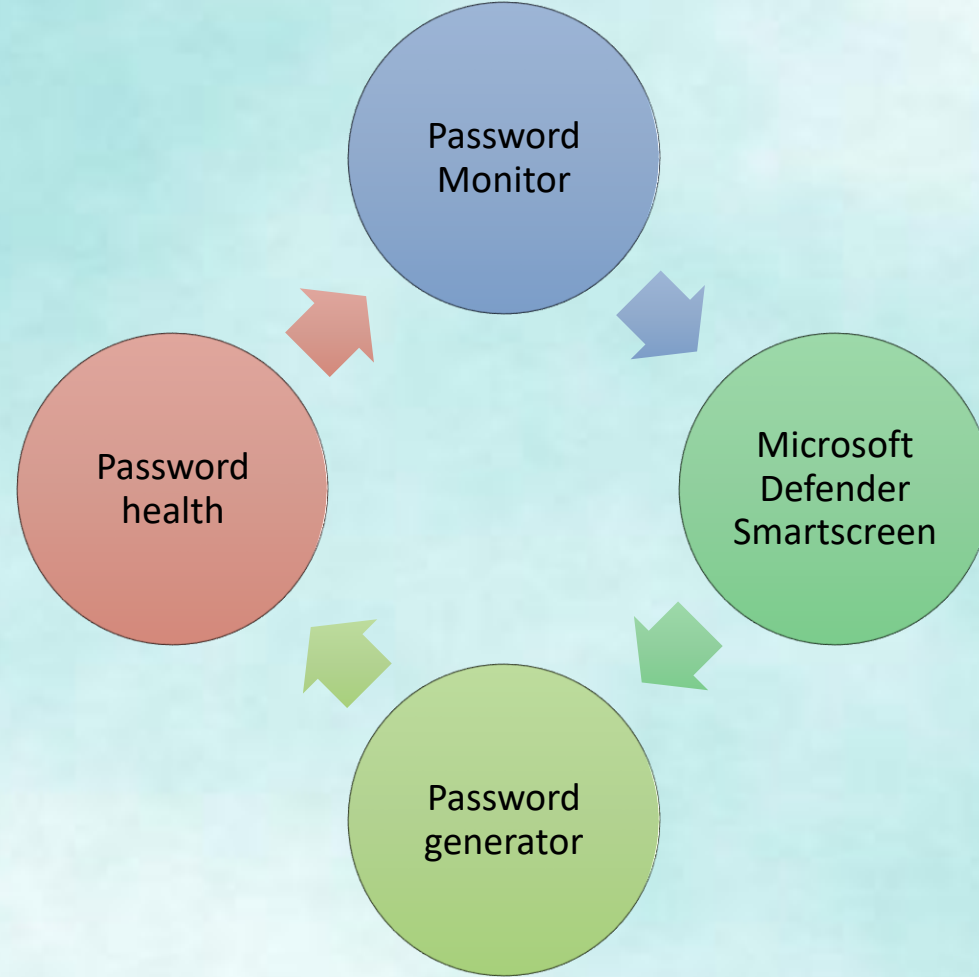 Password
Monitor
Microsoft
Defender
Smartscreen
Password
generator
Password
health